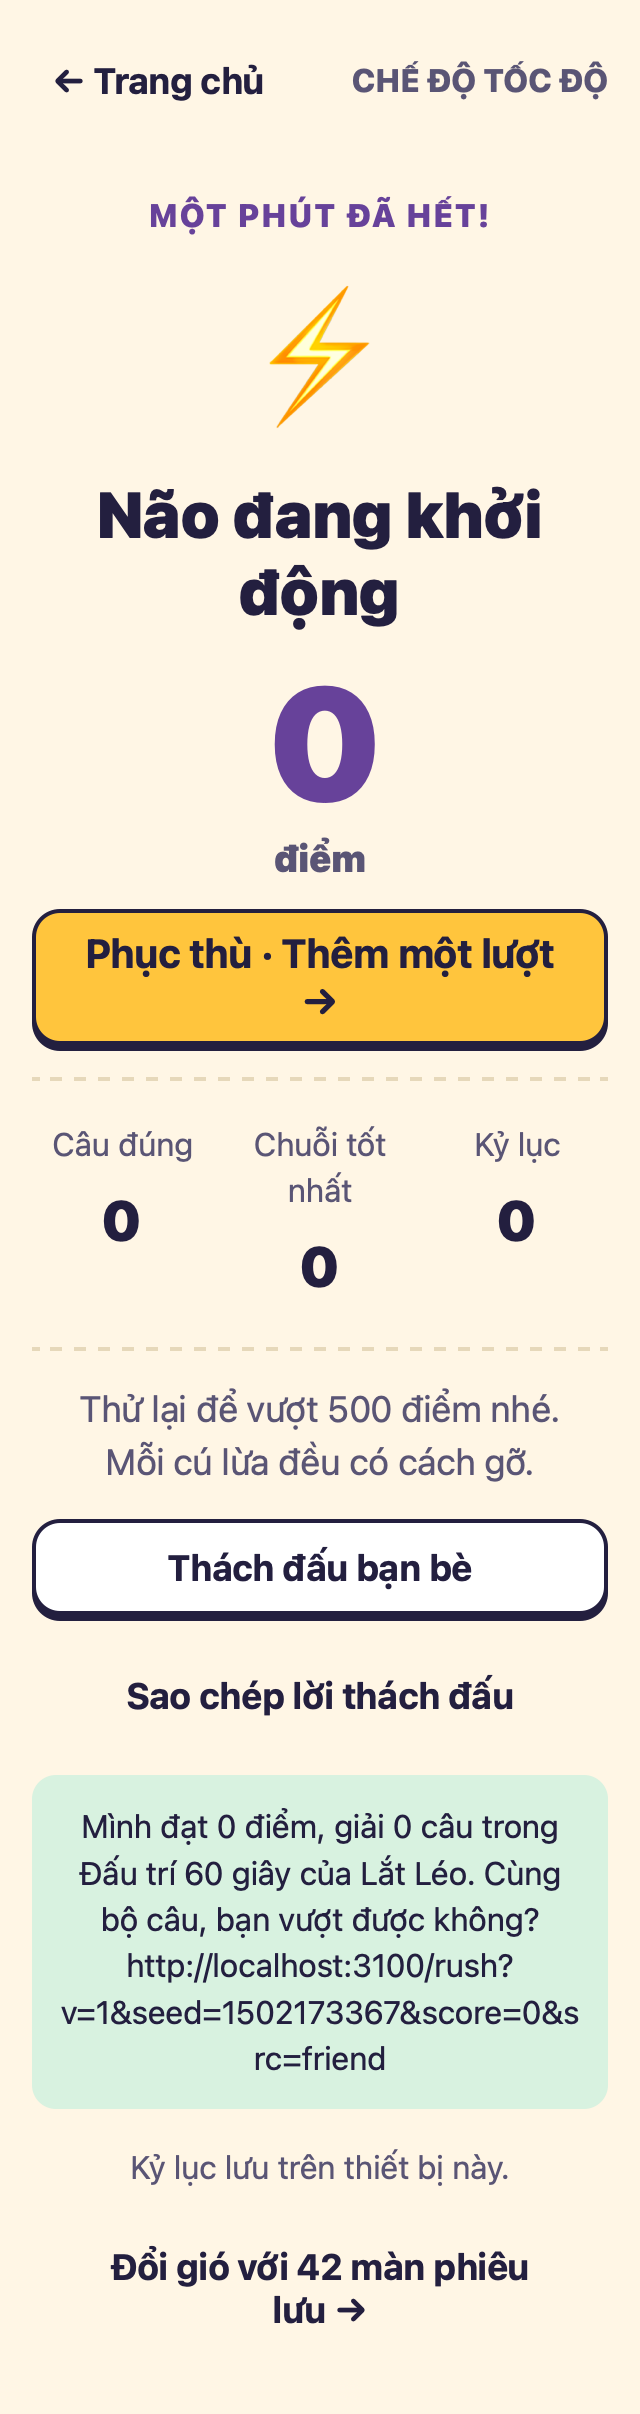 ← Trang chủ
CHẾ ĐỘ TỐC ĐỘ
MỘT PHÚT ĐÃ HẾT!
Não đang khởi
động
0
điểm
Phục thù · Thêm một lượt
→
Câu đúng
0
Chuỗi tốt
nhất
0
Kỷ lục
0
Thử lại để vượt 500 điểm nhé.
Mỗi cú lừa đều có cách gỡ.
Thách đấu bạn bè
Sao chép lời thách đấu
Mình đạt 0 điểm, giải 0 câu trong
Đấu trí 60 giây của Lắt Léo. Cùng
bộ câu, bạn vượt được không?
http://localhost:3100/rush?
v=1&seed=1502173367&score=0&s
rc=friend
Kỷ lục lưu trên thiết bị này.
Đổi gió với 42 màn phiêu
lưu →